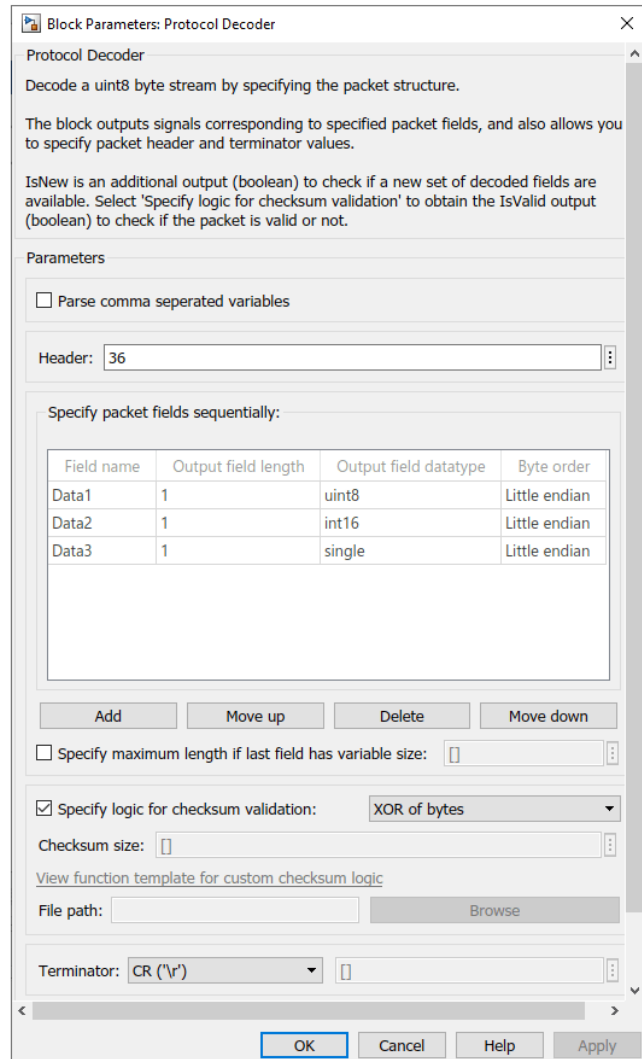 Block Parameters: Protocol Decoder
Protocol Decoder
Decode a uint8 byte stream by specifying the packet structure.
The block outputs signals corresponding to specified packet fields, and also allows you
to specify packet header and terminator values.
IsNew is an additional output (boolean) to check if a new set of decoded fields are
available. Select 'Specify logic for checksum validation' to obtain the IsValid output
(boolean) to check if the packet is valid or not.
Parameters
Parse comma seperated variables
Header: 36
Specify packet fields sequentially:
Field name Output field length Output field datatype Byte order
Data1 1 uint8 Little endian
Data2 1 int16 Little endian
Data3 1 single Little endian
Add Move up Delete Move down
Specify maximum length if last field has variable size: []
Specify logic for checksum validation: XOR of bytes
Checksum size: []
View function template for custom checksum logic
File path: Browse
Terminator: CR ('\r') []
OK Cancel Help Apply